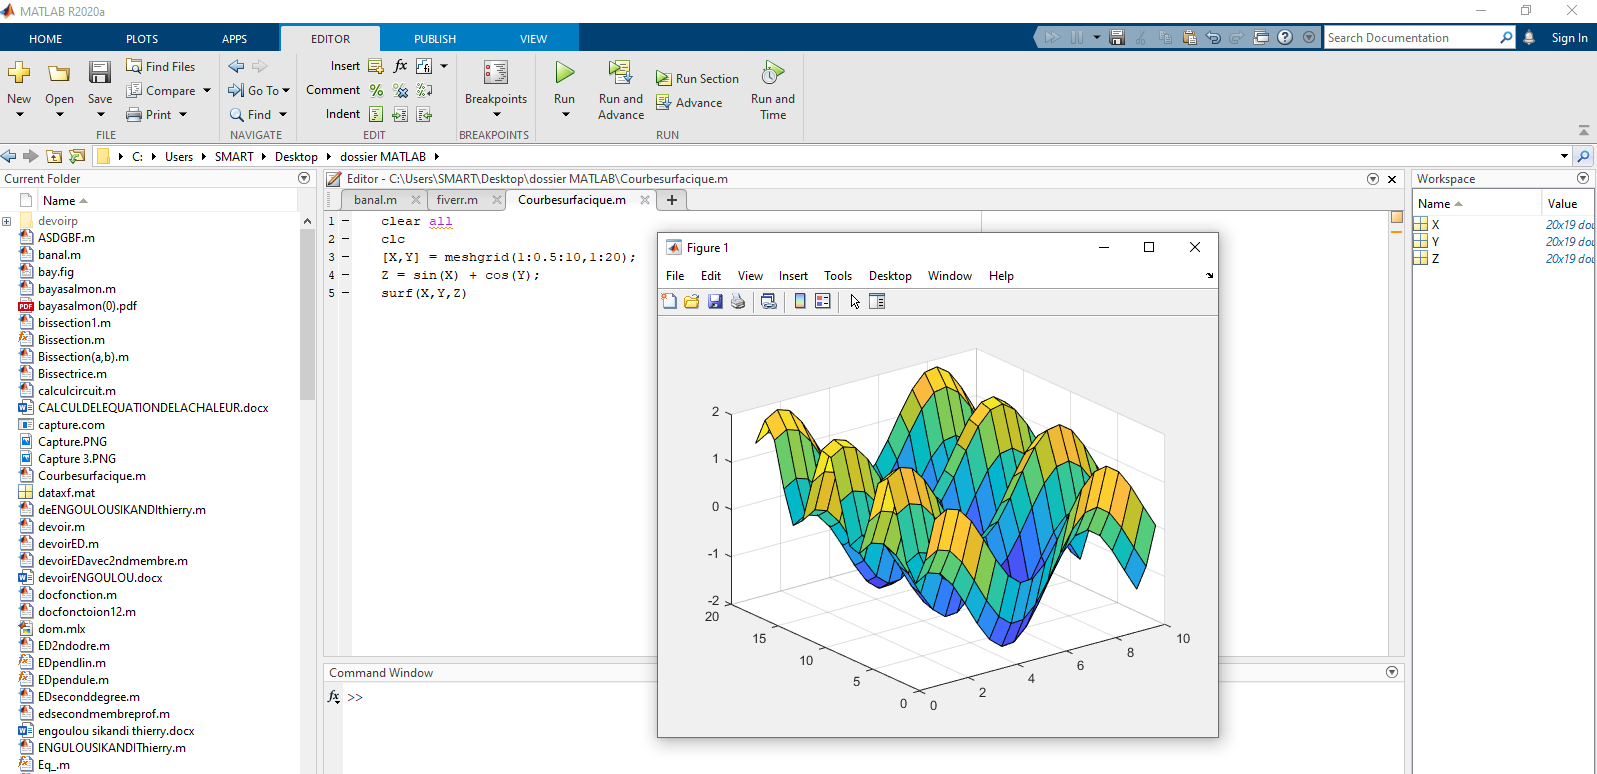 MATLAB R2020a
HOME PLOTS APPS EDITOR PUBLISH VIEW
Search Documentation
Sign In
New
Open
Save
Find Files
Compare
Print
FILE
Go To
Find
NAVIGATE
Insert fx
Comment
Indent
EDIT
Breakpoints
BREAKPOINTS
Run
Run and Advance
Run Section
Advance
Run and Time
RUN
C: Users SMART Desktop dossier MATLAB
Current Folder
Name
devoirp
ASDGBF.m
banal.m
bay.fig
bayasalmon.m
bayasalmon(0).pdf
bissection1.m
Bissection.m
Bissection(a,b).m
Bissectrice.m
calculcircuit.m
CALCULDELEQUATIONDELACHALEUR.docx
capture.com
Capture.PNG
Capture 3.PNG
Courbesurfacique.m
dataxf.mat
deENGOULOUSIKANDIthierry.m
devoir.m
devoirED.m
devoirEDavec2ndmembre.m
devoirENGOULOU.docx
docfonction.m
docfonctoion12.m
dom.mlx
ED2ndodre.m
EDpendlin.m
EDpendule.m
EDseconddegree.m
edsecondmembreprof.m
engoulou sikandi thierry.docx
ENGULOUSIKANDIThierry.m
Eq_.m
Editor - C:\Users\SMART\Desktop\dossier MATLAB\Courbesurfacique.m
banal.m fiverr.m Courbesurfacique.m
1 clear all
2 clc
3 [X,Y] = meshgrid(1:0.5:10,1:20);
4 Z = sin(X) + cos(Y);
5 surf(X,Y,Z)
Command Window
fx >>
Figure 1
File Edit View Insert Tools Desktop Window Help
2
1
0
-1
-2
20
15
10
5
0
0
2
4
6
8
10
Workspace
Name Value
X 20x19 dou
Y 20x19 dou
Z 20x19 dou